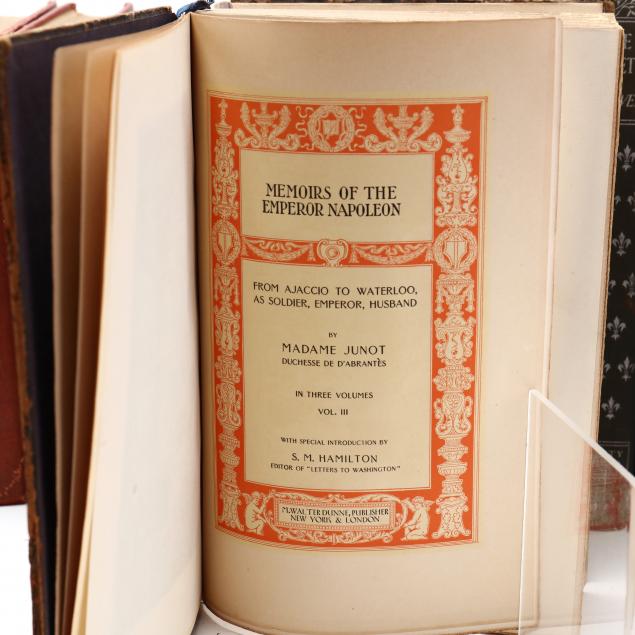 MEMOIRS OF THE
EMPEROR NAPOLEON
FROM AJACCIO TO WATERLOO,
AS SOLDIER, EMPEROR, HUSBAND
BY
MADAME JUNOT
DUCHESSE DE D'ABRANTÈS
IN THREE VOLUMES
VOL. III
WITH SPECIAL INTRODUCTION BY
S. M. HAMILTON
EDITOR OF "LETTERS TO WASHINGTON"
M. WALTER DUNNE, PUBLISHER
NEW YORK & LONDON